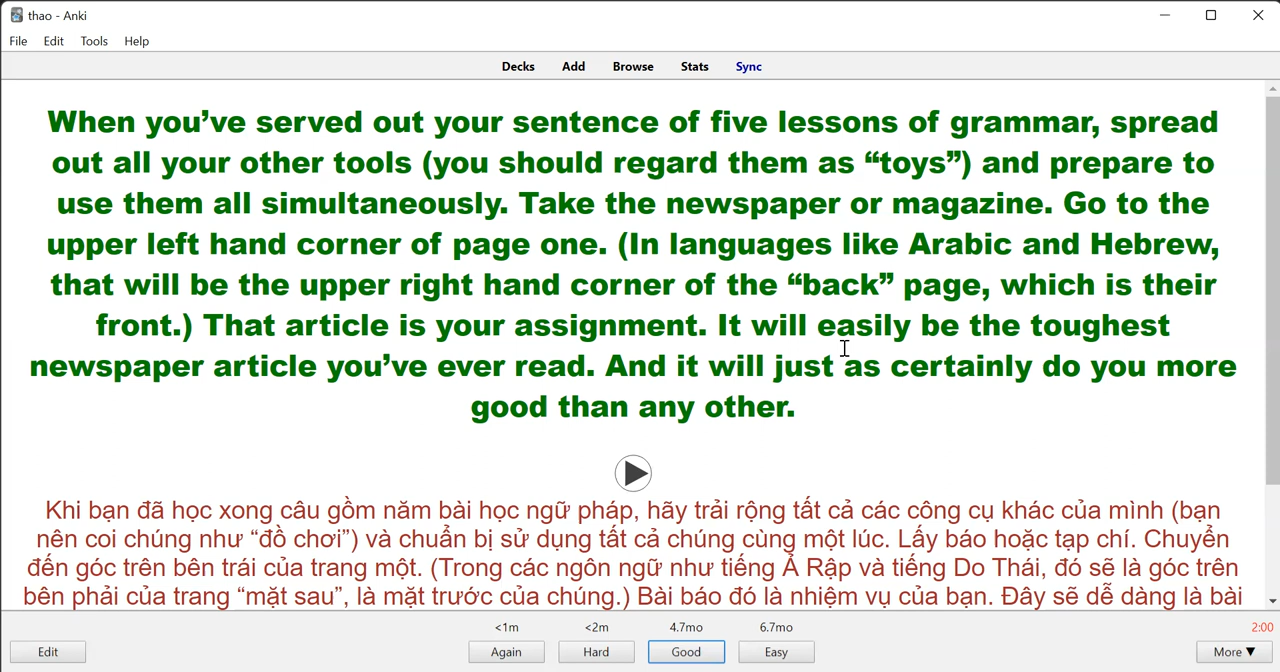 thao - Anki
File Edit Tools Help
Decks Add Browse Stats Sync
When you’ve served out your sentence of five lessons of grammar, spread
out all your other tools (you should regard them as “toys”) and prepare to
use them all simultaneously. Take the newspaper or magazine. Go to the
upper left hand corner of page one. (In languages like Arabic and Hebrew,
that will be the upper right hand corner of the “back” page, which is their
front.) That article is your assignment. It will easily be the toughest
newspaper article you’ve ever read. And it will just as certainly do you more
good than any other.
Khi bạn đã học xong câu gồm năm bài học ngữ pháp, hãy trải rộng tất cả các công cụ khác của mình (bạn
nên coi chúng như “đồ chơi”) và chuẩn bị sử dụng tất cả chúng cùng một lúc. Lấy báo hoặc tạp chí. Chuyển
đến góc trên bên trái của trang một. (Trong các ngôn ngữ như tiếng Ả Rập và tiếng Do Thái, đó sẽ là góc trên
bên phải của trang “mặt sau”, là mặt trước của chúng.) Bài báo đó là nhiệm vụ của bạn. Đây sẽ dễ dàng là bài
<1m <2m 4.7mo 6.7mo 2:00
Edit Again Hard Good Easy More ▼